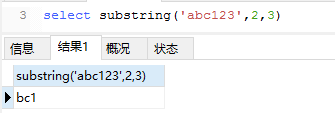 3 select substring('abc123',2,3)
信息 结果1 概况 状态
substring('abc123',2,3)
bc1